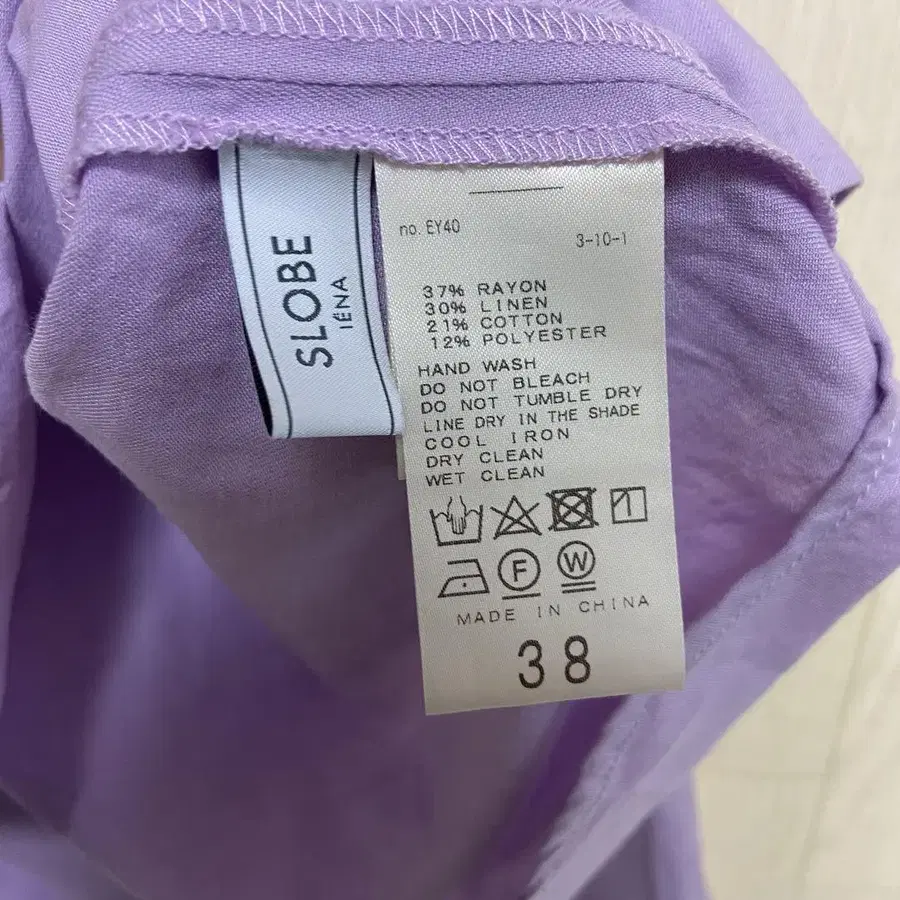 SLOBE
IÉNA
no. EY40
3-10-1
37% RAYON
30% LINEN
21% COTTON
12% POLYESTER
HAND WASH
DO NOT BLEACH
DO NOT TUMBLE DRY
LINE DRY IN THE SHADE
COOL IRON
DRY CLEAN
WET CLEAN
F W
MADE IN CHINA
38